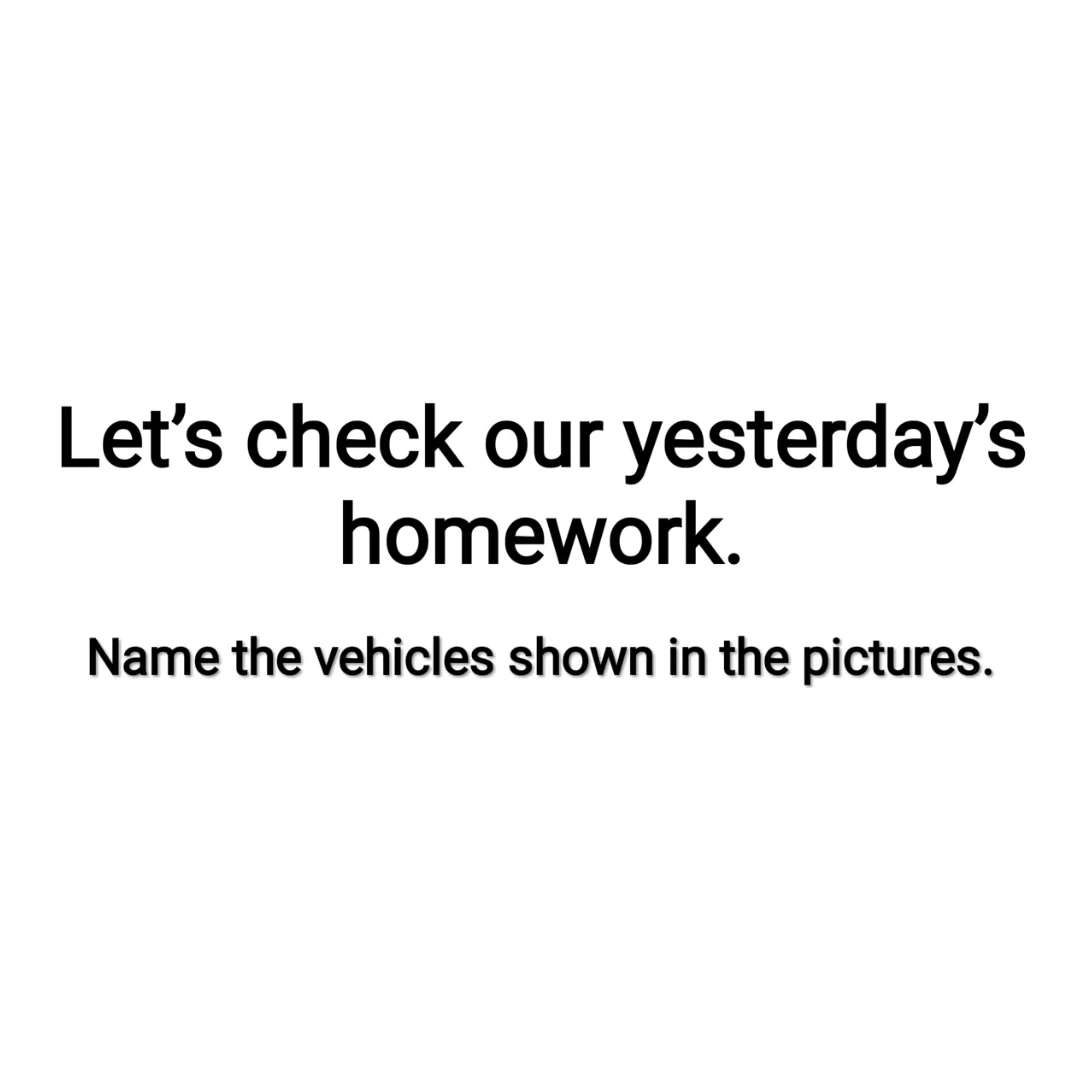 Let’s check our yesterday’s
homework.
Name the vehicles shown in the pictures.